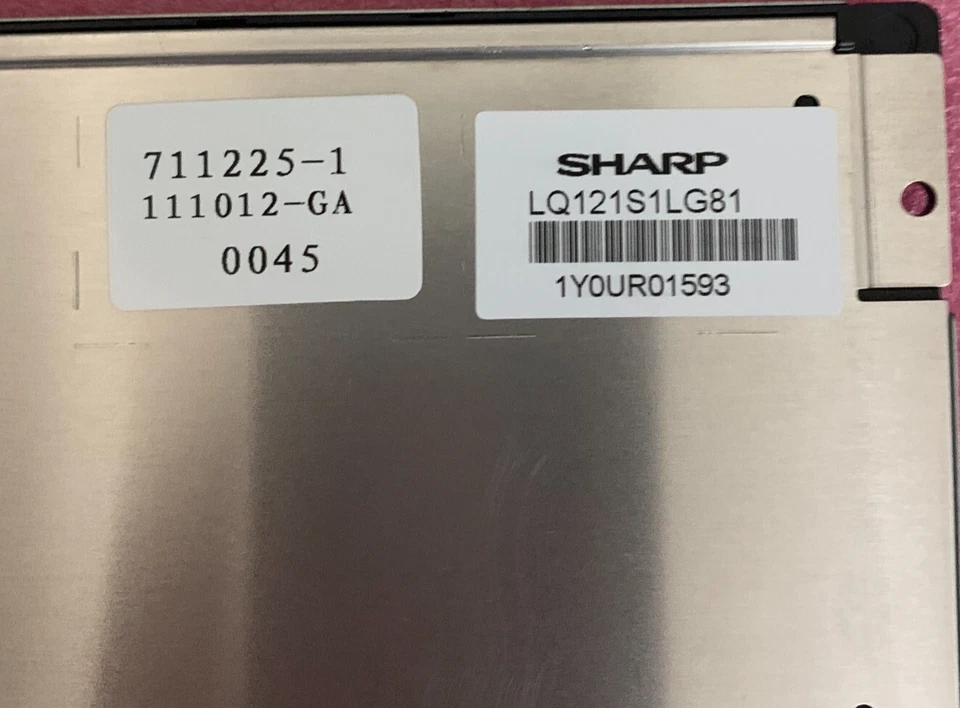 711225-1
111012-GA
0045
SHARP
LQ121S1LG81
1Y0UR01593